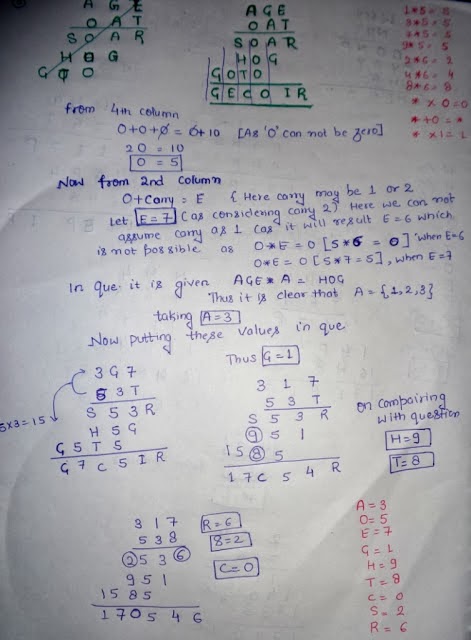 A G E
O A T
S O A R
H O G
G O T O
A G E
O A T
S O A R
H O G
G O T O
G E C O I R
1*5=5
3*5=5
7*5=5
9*5=5
2*6=2
4*6=4
8*6=8
* x 0=0
*+0=*
*x1=1
from 4th column
O+O+Ø = Ø+10 [As 'O' can not be zero]
2O = 10
O = 5
Now from 2nd column
O+Carry = E { Here carry may be 1 or 2
Let E=7 (as considering carry 2) Here we can not
assume carry as 1 (as it will result E=6 which
is not possible as O*E=O [5*6=0] when E=6
O*E=O [5*7=5], when E=7
In que. it is given AGE*A = HOG
Thus it is clear that A={1,2,3}
taking A=3
Now putting these values in que
Thus G=1
3 G 7
5 3 T
5x3=15
S 5 3 R
H 5 G
G 5 T 5
G 7 C 5 I R
3 1 7
5 3 T
S 5 3 R
9 5 1
1 5 8 5
1 7 C 5 4 R
on compairing
with question
H=9
T=8
3 1 7
5 3 8
2 5 3 6
9 5 1
1 5 8 5
1 7 0 5 4 6
R=6
8=2
C=0
A=3
O=5
E=7
G=1
H=9
T=8
C=0
S=2
R=6